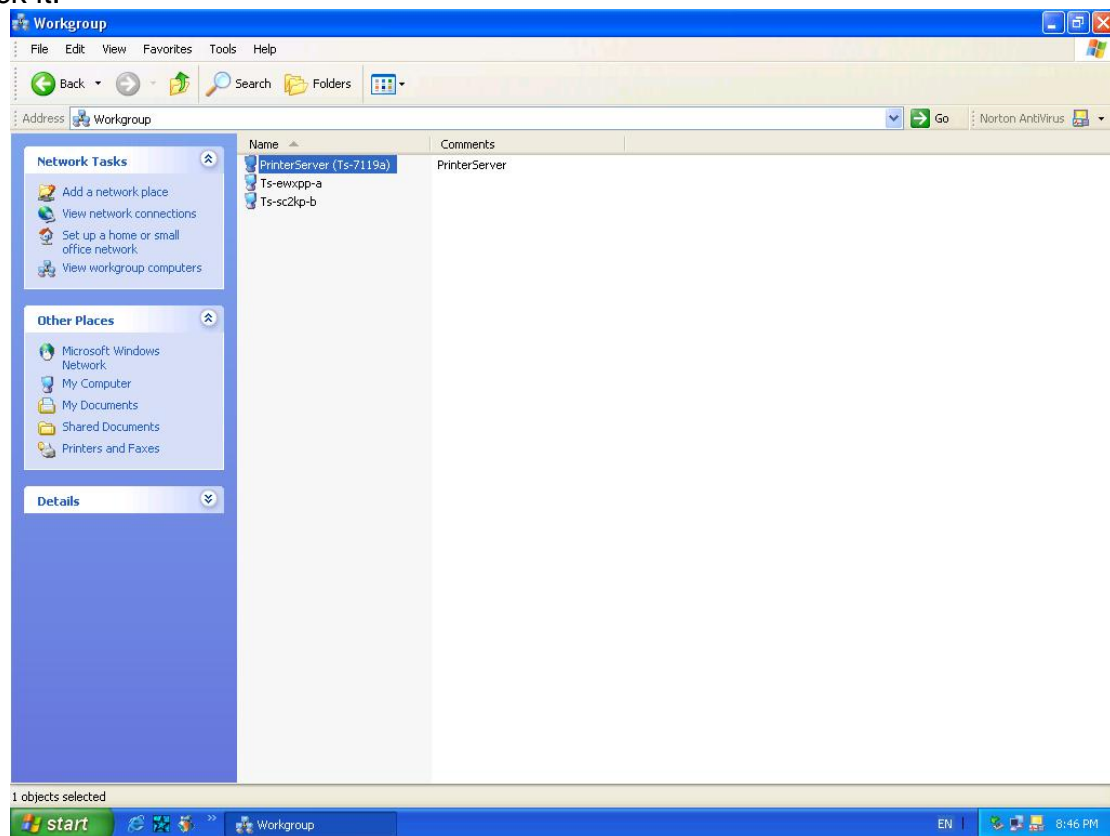 Workgroup
File Edit View Favorites Tools Help
Back Search Folders
Address Workgroup Go Norton AntiVirus
Name Comments
Network Tasks
Add a network place
View network connections
Set up a home or small
office network
View workgroup computers
Other Places
Microsoft Windows
Network
My Computer
My Documents
Shared Documents
Printers and Faxes
Details
PrinterServer (Ts-7119a) PrinterServer
Ts-ewxpp-a
Ts-sc2kp-b
1 objects selected
start Workgroup EN 8:46 PM